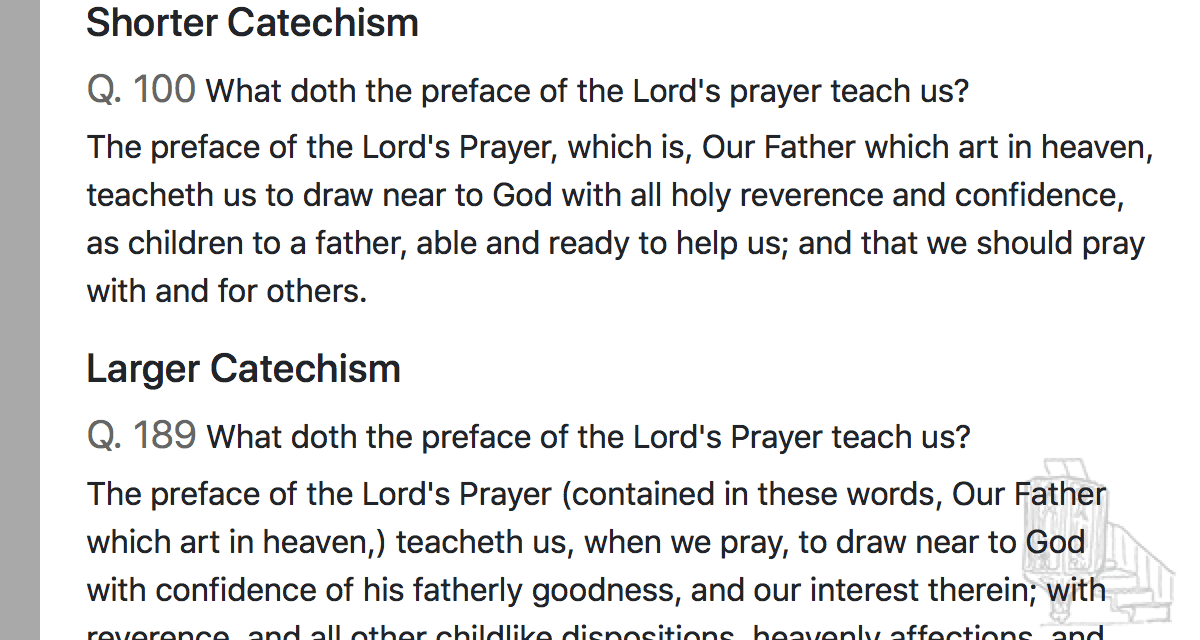 Shorter Catechism
Q. 100 What doth the preface of the Lord's prayer teach us?
The preface of the Lord's Prayer, which is, Our Father which art in heaven,
teacheth us to draw near to God with all holy reverence and confidence,
as children to a father, able and ready to help us; and that we should pray
with and for others.
Larger Catechism
Q. 189 What doth the preface of the Lord's Prayer teach us?
The preface of the Lord's Prayer (contained in these words, Our Father
which art in heaven,) teacheth us, when we pray, to draw near to God
with confidence of his fatherly goodness, and our interest therein; with
reverence, and all other childlike dispositions, heavenly affections, and